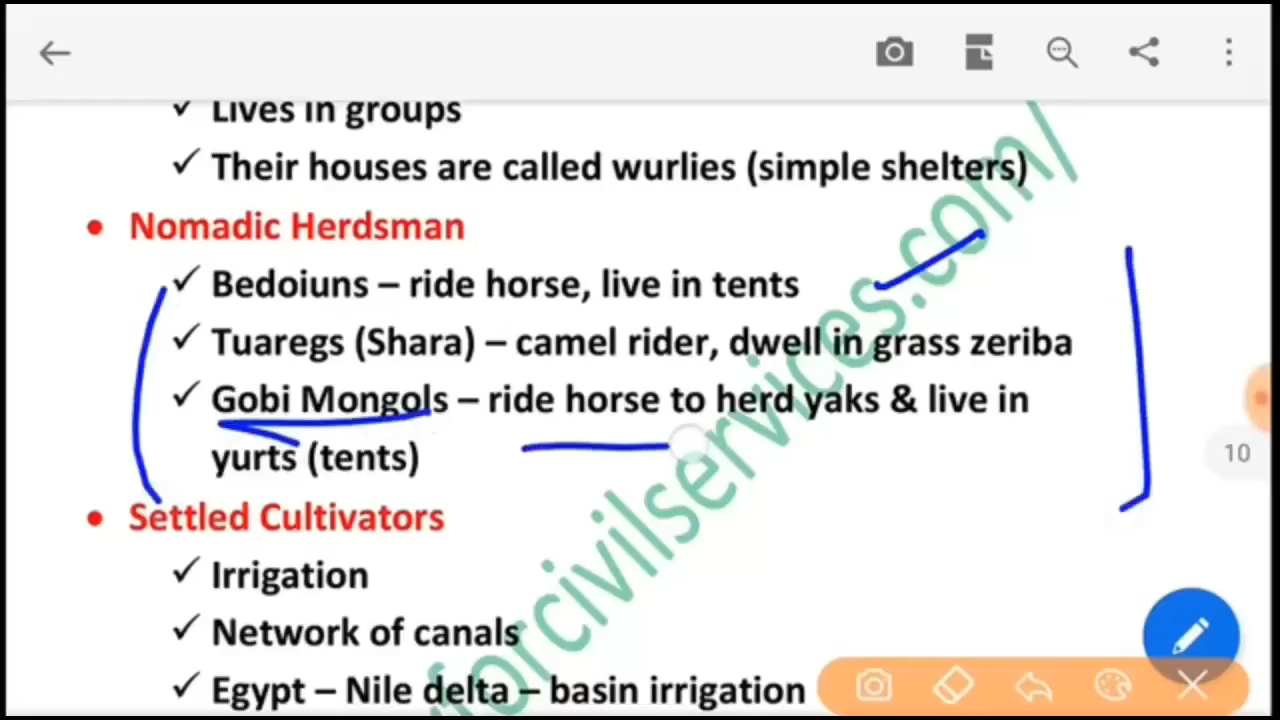 ✓ Lives in groups
✓ Their houses are called wurlies (simple shelters)
• Nomadic Herdsman
✓ Bedoiuns – ride horse, live in tents
✓ Tuaregs (Shara) – camel rider, dwell in grass zeriba
✓ Gobi Mongols – ride horse to herd yaks & live in
yurts (tents)
10
• Settled Cultivators
✓ Irrigation
✓ Network of canals
✓ Egypt – Nile delta – basin irrigation
forcivilservices.com/